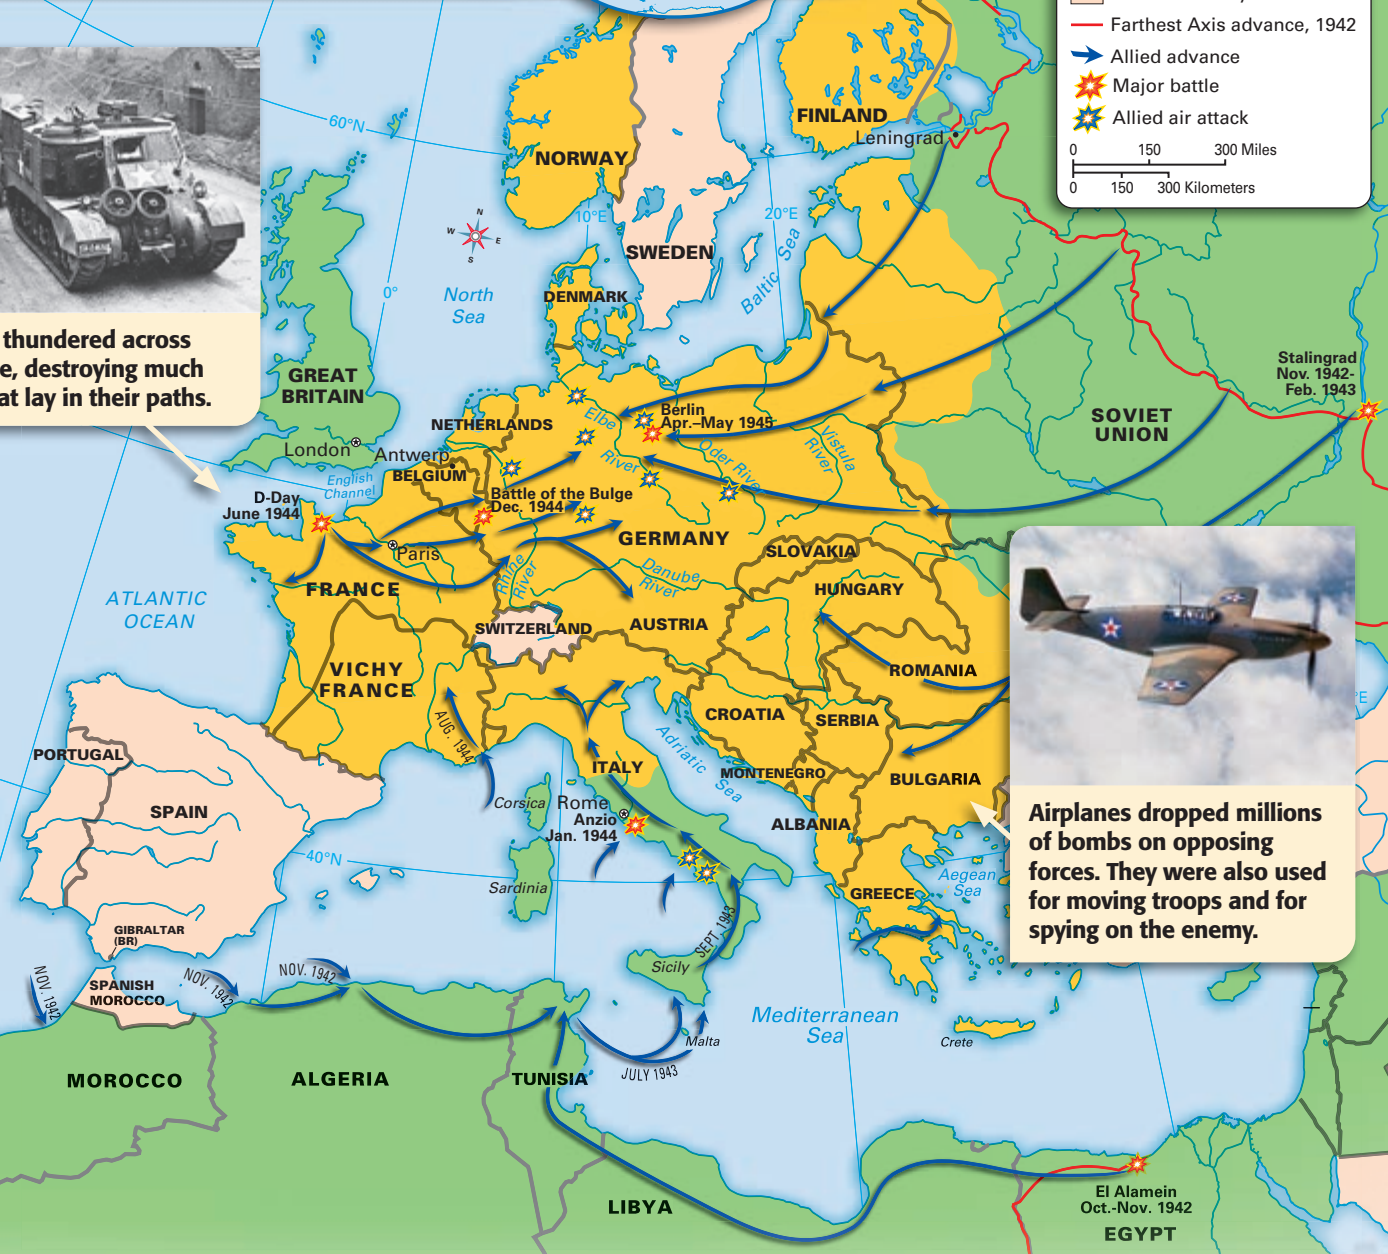 Farthest Axis advance, 1942
Allied advance
Major battle
Allied air attack
0 150 300 Miles
0 150 300 Kilometers
thundered across
e, destroying much
at lay in their paths.
60°N
0°
10°E
20°E
N
W E
S
NORWAY
FINLAND
Leningrad
SWEDEN
North
Sea
DENMARK
Baltic Sea
GREAT
BRITAIN
London
NETHERLANDS
Antwerp
BELGIUM
English
Channel
Elbe
River
Berlin
Apr.–May 1945
Oder River
Vistula
River
SOVIET
UNION
Stalingrad
Nov. 1942-
Feb. 1943
D-Day
June 1944
Battle of the Bulge
Dec. 1944
Paris
GERMANY
SLOVAKIA
FRANCE
Rhine
River
Danube
River
HUNGARY
ATLANTIC
OCEAN
SWITZERLAND
AUSTRIA
VICHY
FRANCE
ROMANIA
CROATIA
SERBIA
AUG. 1944
Adriatic Sea
PORTUGAL
SPAIN
ITALY
MONTENEGRO
BULGARIA
Corsica
Rome
Anzio
Jan. 1944
ALBANIA
40°N
Sardinia
GREECE
Aegean
Sea
°E
Airplanes dropped millions
of bombs on opposing
forces. They were also used
for moving troops and for
spying on the enemy.
GIBRALTAR
(BR)
SEPT. 1943
Sicily
NOV. 1942
SPANISH
MOROCCO
NOV. 1942
NOV. 1942
Mediterranean
Sea
Malta
Crete
JULY 1943
MOROCCO
ALGERIA
TUNISIA
LIBYA
El Alamein
Oct.-Nov. 1942
EGYPT